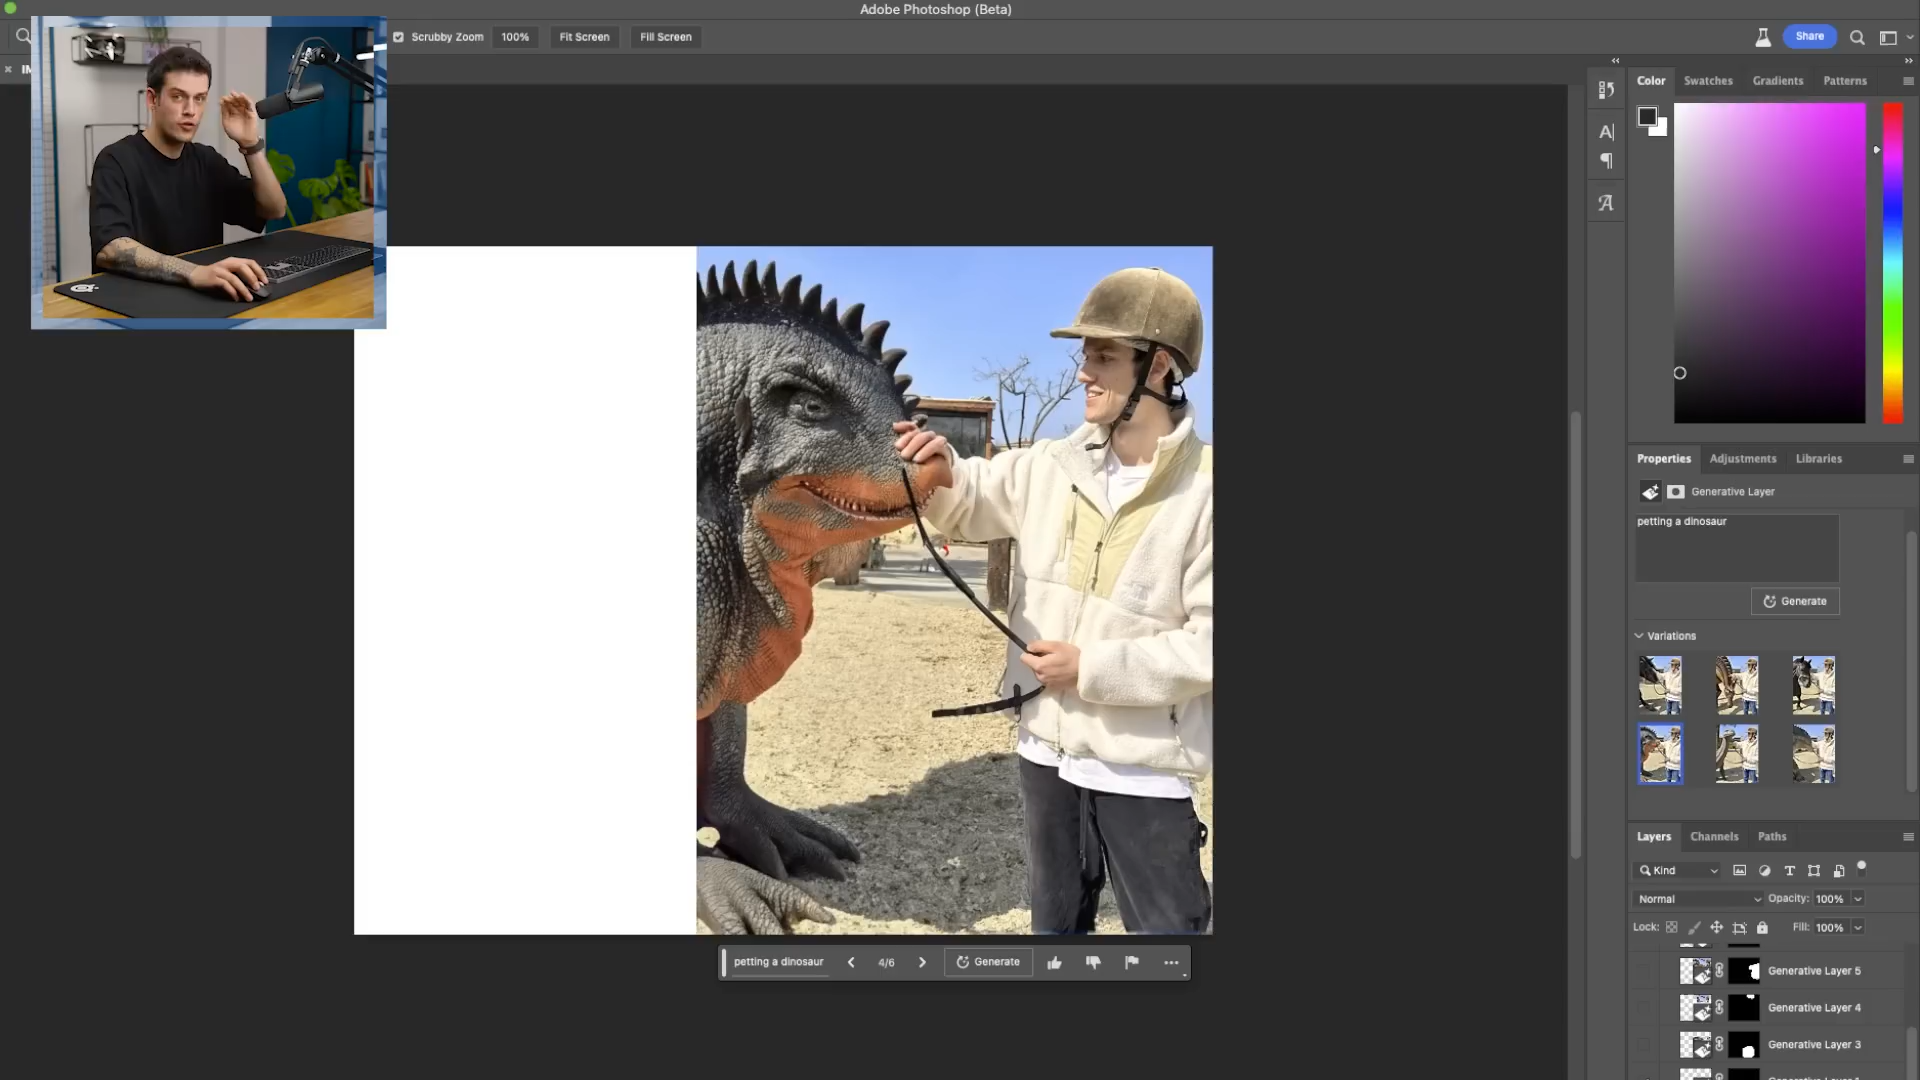 Adobe Photoshop (Beta)
Scrubby Zoom 100% Fit Screen Fill Screen
Share
Color Swatches Gradients Patterns
Properties Adjustments Libraries
Generative Layer
petting a dinosaur
Generate
Variations
Layers Channels Paths
Kind
Normal Opacity: 100%
Lock: Fill: 100%
Generative Layer 5
Generative Layer 4
Generative Layer 3
petting a dinosaur 4/6 Generate